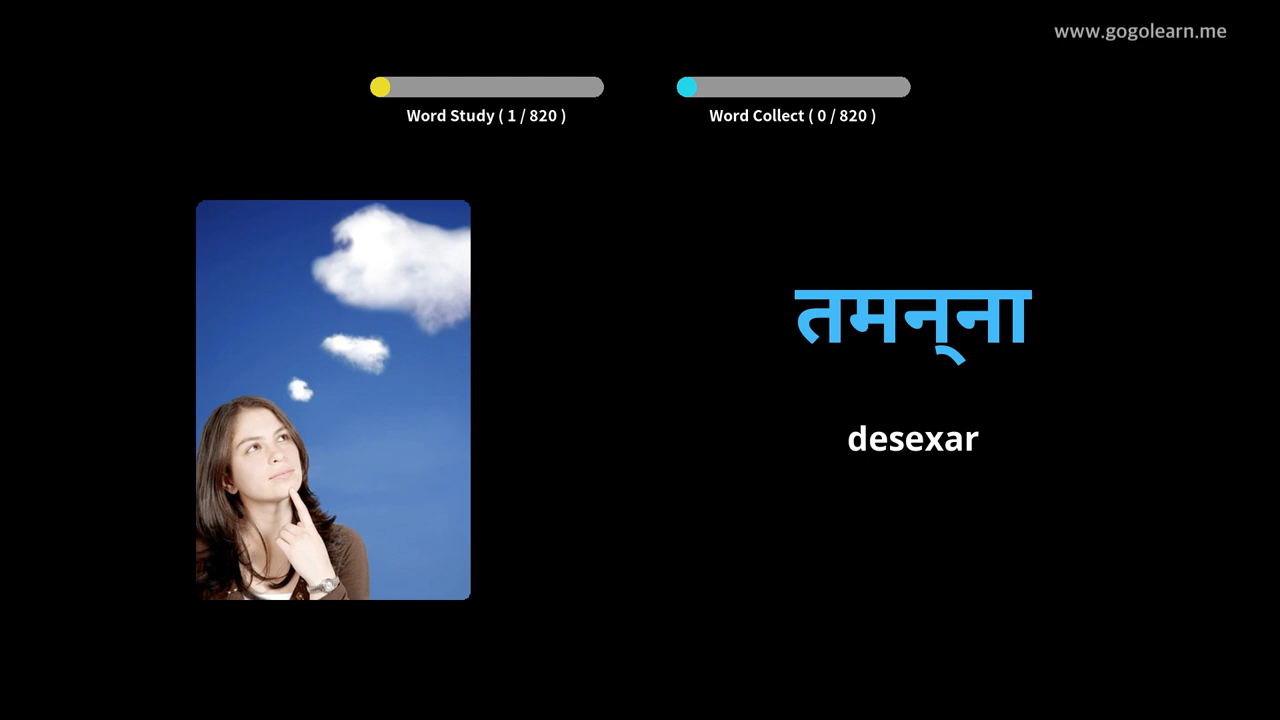 www.gogolearn.me
Word Study ( 1 / 820 )
Word Collect ( 0 / 820 )
तमन्‌ना
desexar